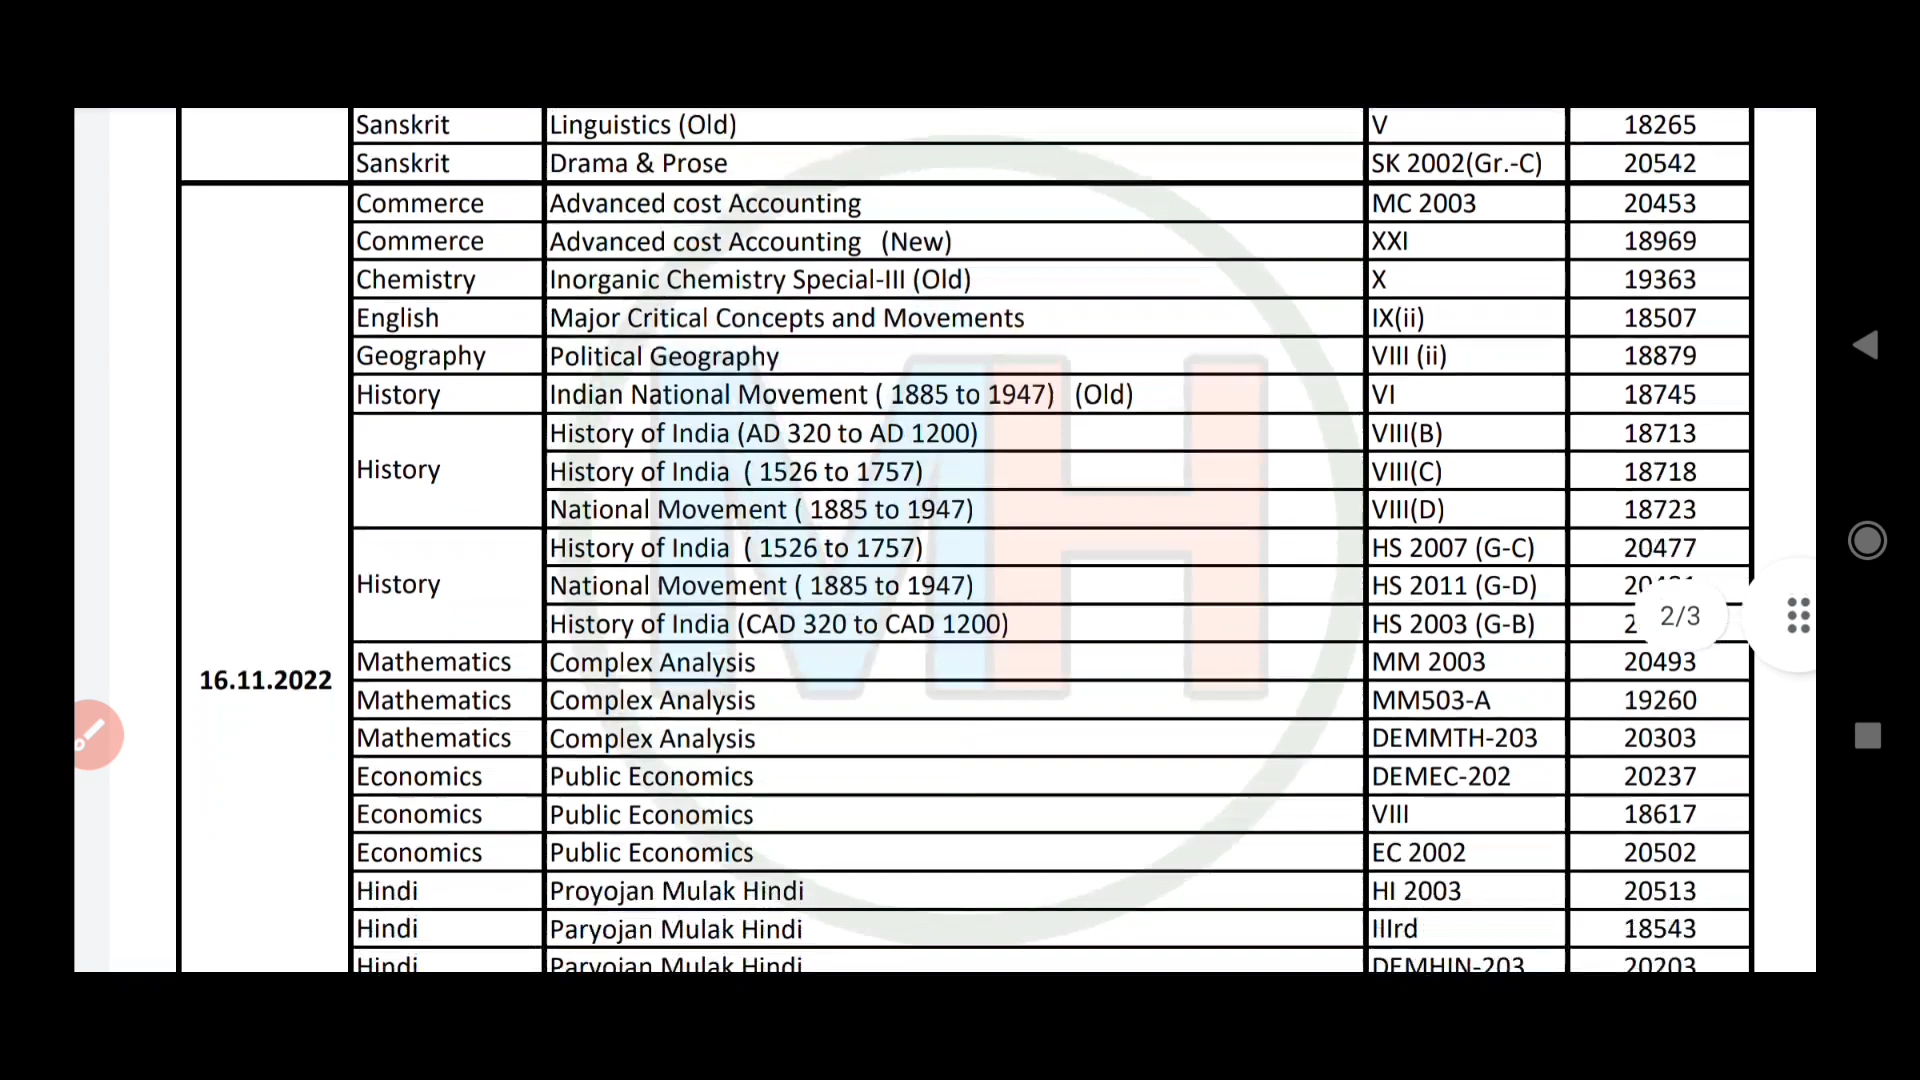 Sanskrit Linguistics (Old) V 18265
Sanskrit Drama & Prose SK 2002(Gr.-C) 20542
Commerce Advanced cost Accounting MC 2003 20453
Commerce Advanced cost Accounting (New) XXI 18969
Chemistry Inorganic Chemistry Special-III (Old) X 19363
English Major Critical Concepts and Movements IX(ii) 18507
Geography Political Geography VIII (ii) 18879
History Indian National Movement ( 1885 to 1947) (Old) VI 18745
History of India (AD 320 to AD 1200) VIII(B) 18713
History History of India ( 1526 to 1757) VIII(C) 18718
National Movement ( 1885 to 1947) VIII(D) 18723
History of India ( 1526 to 1757) HS 2007 (G-C) 20477
History National Movement ( 1885 to 1947) HS 2011 (G-D)
History of India (CAD 320 to CAD 1200) HS 2003 (G-B)
2/3
Mathematics Complex Analysis MM 2003 20493
16.11.2022
Mathematics Complex Analysis MM503-A 19260
Mathematics Complex Analysis DEMMTH-203 20303
Economics Public Economics DEMEC-202 20237
Economics Public Economics VIII 18617
Economics Public Economics EC 2002 20502
Hindi Proyojan Mulak Hindi HI 2003 20513
Hindi Paryojan Mulak Hindi IIIrd 18543
Hindi Paryojan Mulak Hindi DEMHIN-203 20203
MH